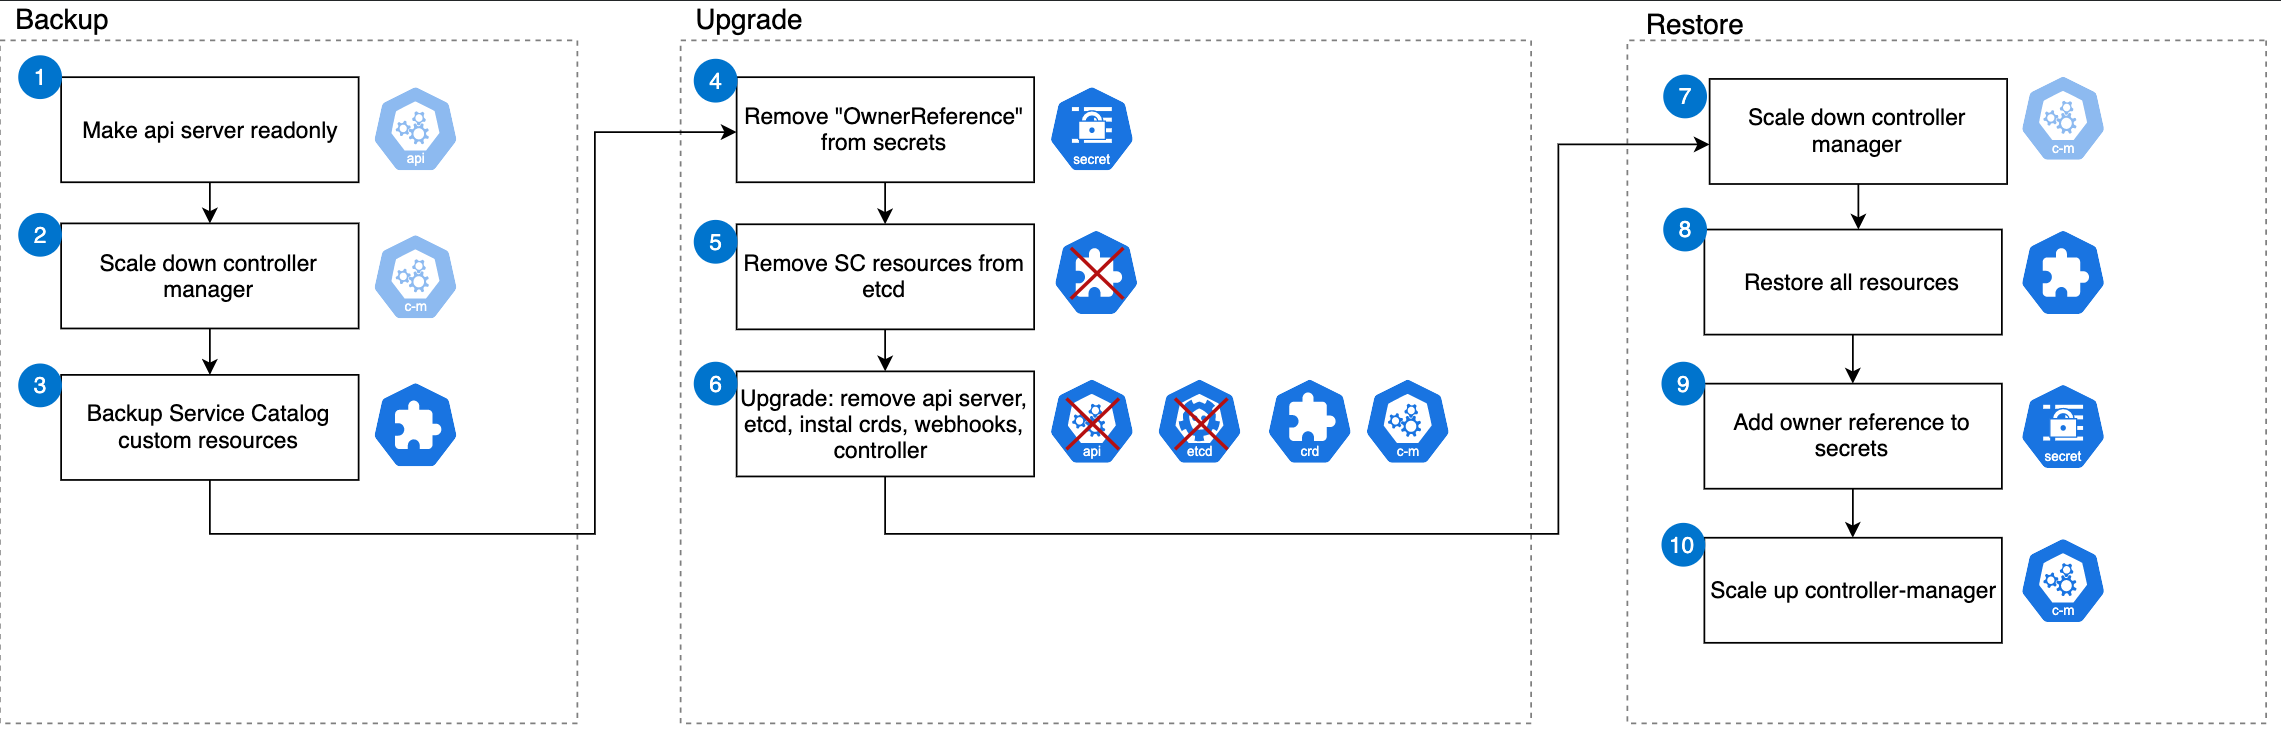 Backup
1
Make api server readonly
api
2
Scale down controller
manager
c-m
3
Backup Service Catalog
custom resources
Upgrade
4
Remove "OwnerReference"
from secrets
secret
5
Remove SC resources from
etcd
6
Upgrade: remove api server,
etcd, instal crds, webhooks,
controller
api
etcd
crd
c-m
Restore
7
Scale down controller
manager
c-m
8
Restore all resources
9
Add owner reference to
secrets
secret
10
Scale up controller-manager
c-m